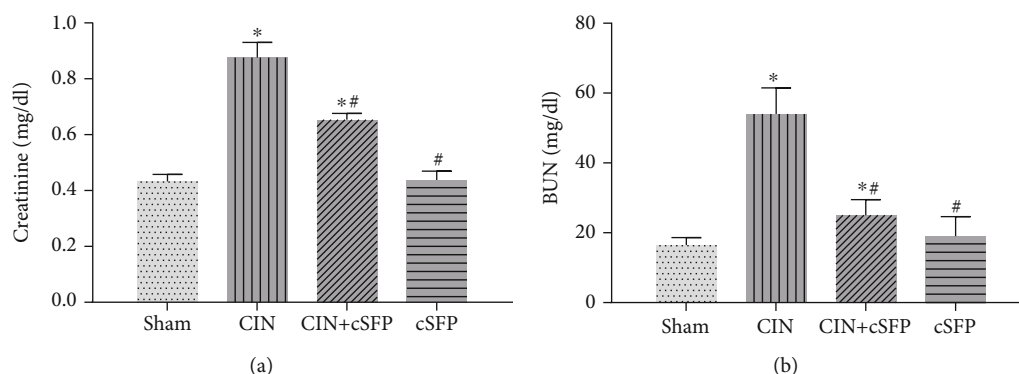 1.0
0.8
0.6
0.4
0.2
0.0
Creatinine (mg/dl)
*
*#
#
Sham CIN CIN+cSFP cSFP
(a)
80
60
40
20
0
BUN (mg/dl)
*
*#
#
Sham CIN CIN+cSFP cSFP
(b)